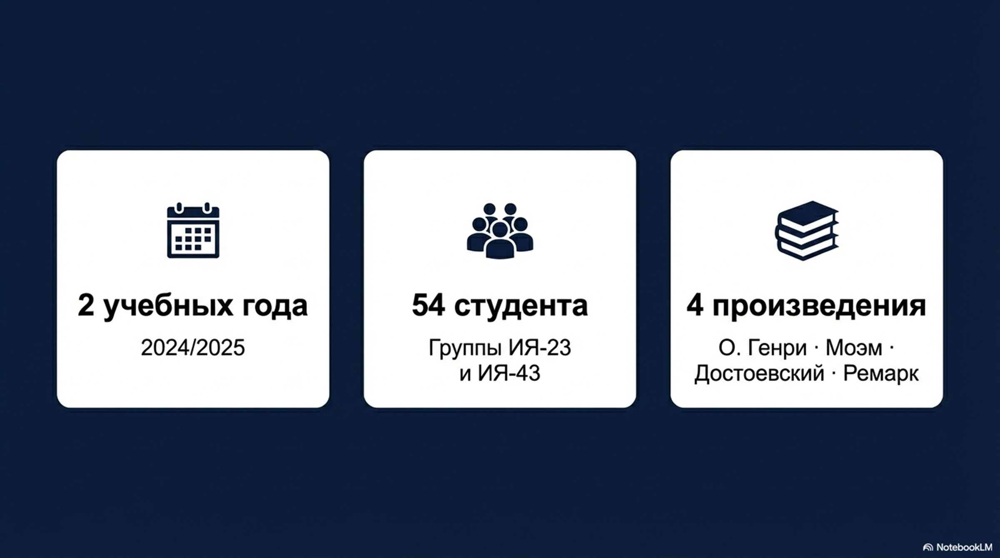 2 учебных года
2024/2025
54 студента
Группы ИЯ-23
и ИЯ-43
4 произведения
О. Генри · Моэм ·
Достоевский · Ремарк
NotebookLM